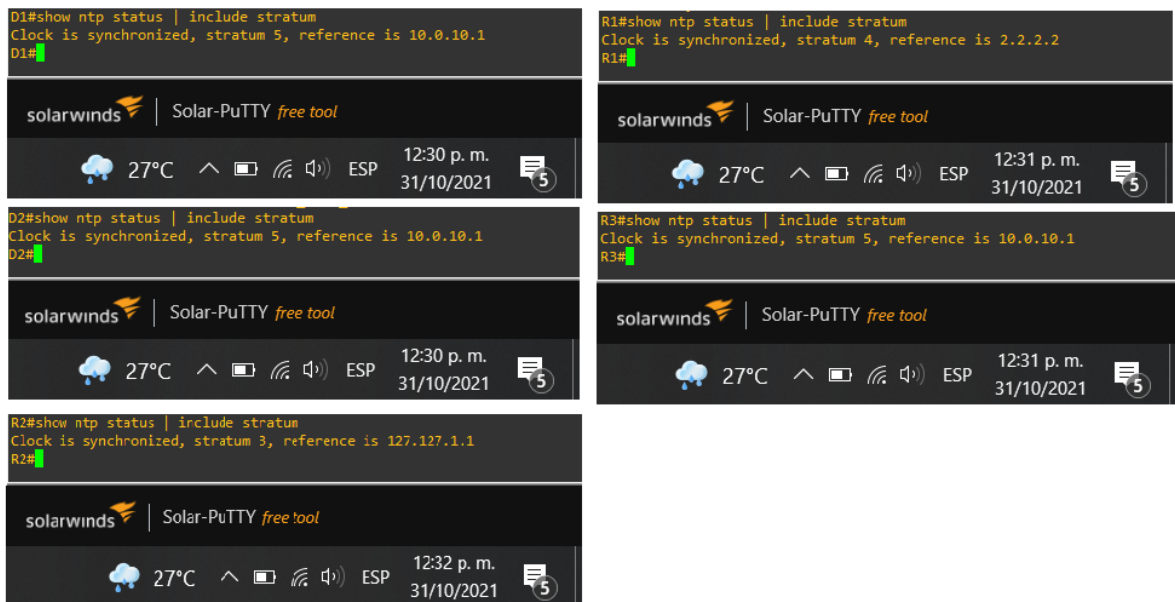 D1#show ntp status | include stratum
Clock is synchronized, stratum 5, reference is 10.0.10.1
D1#
solarwinds | Solar-PuTTY free tool
27°C ESP 12:30 p. m.
31/10/2021
5
R1#show ntp status | include stratum
Clock is synchronized, stratum 4, reference is 2.2.2.2
R1#
solarwinds | Solar-PuTTY free tool
27°C ESP 12:31 p. m.
31/10/2021
5
D2#show ntp status | include stratum
Clock is synchronized, stratum 5, reference is 10.0.10.1
D2#
solarwinds | Solar-PuTTY free tool
27°C ESP 12:30 p. m.
31/10/2021
5
R3#show ntp status | include stratum
Clock is synchronized, stratum 5, reference is 10.0.10.1
R3#
solarwinds | Solar-PuTTY free tool
27°C ESP 12:31 p. m.
31/10/2021
5
R2#show ntp status | include stratum
Clock is synchronized, stratum 3, reference is 127.127.1.1
R2#
solarwinds | Solar-PuTTY free tool
27°C ESP 12:32 p. m.
31/10/2021
5